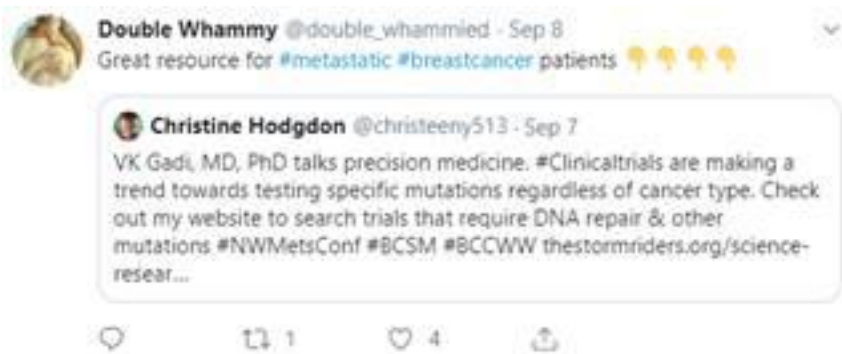 Double Whammy @double_whammied · Sep 8
Great resource for #metastatic #breastcancer patients 👇👇👇👇
Christine Hodgdon @christeeny513 · Sep 7
VK Gadi, MD, PhD talks precision medicine. #Clinicaltrials are making a
trend towards testing specific mutations regardless of cancer type. Check
out my website to search trials that require DNA repair & other
mutations #NWMetsConf #BCSM #BCCWW thestormriders.org/science-
resear...
1 4